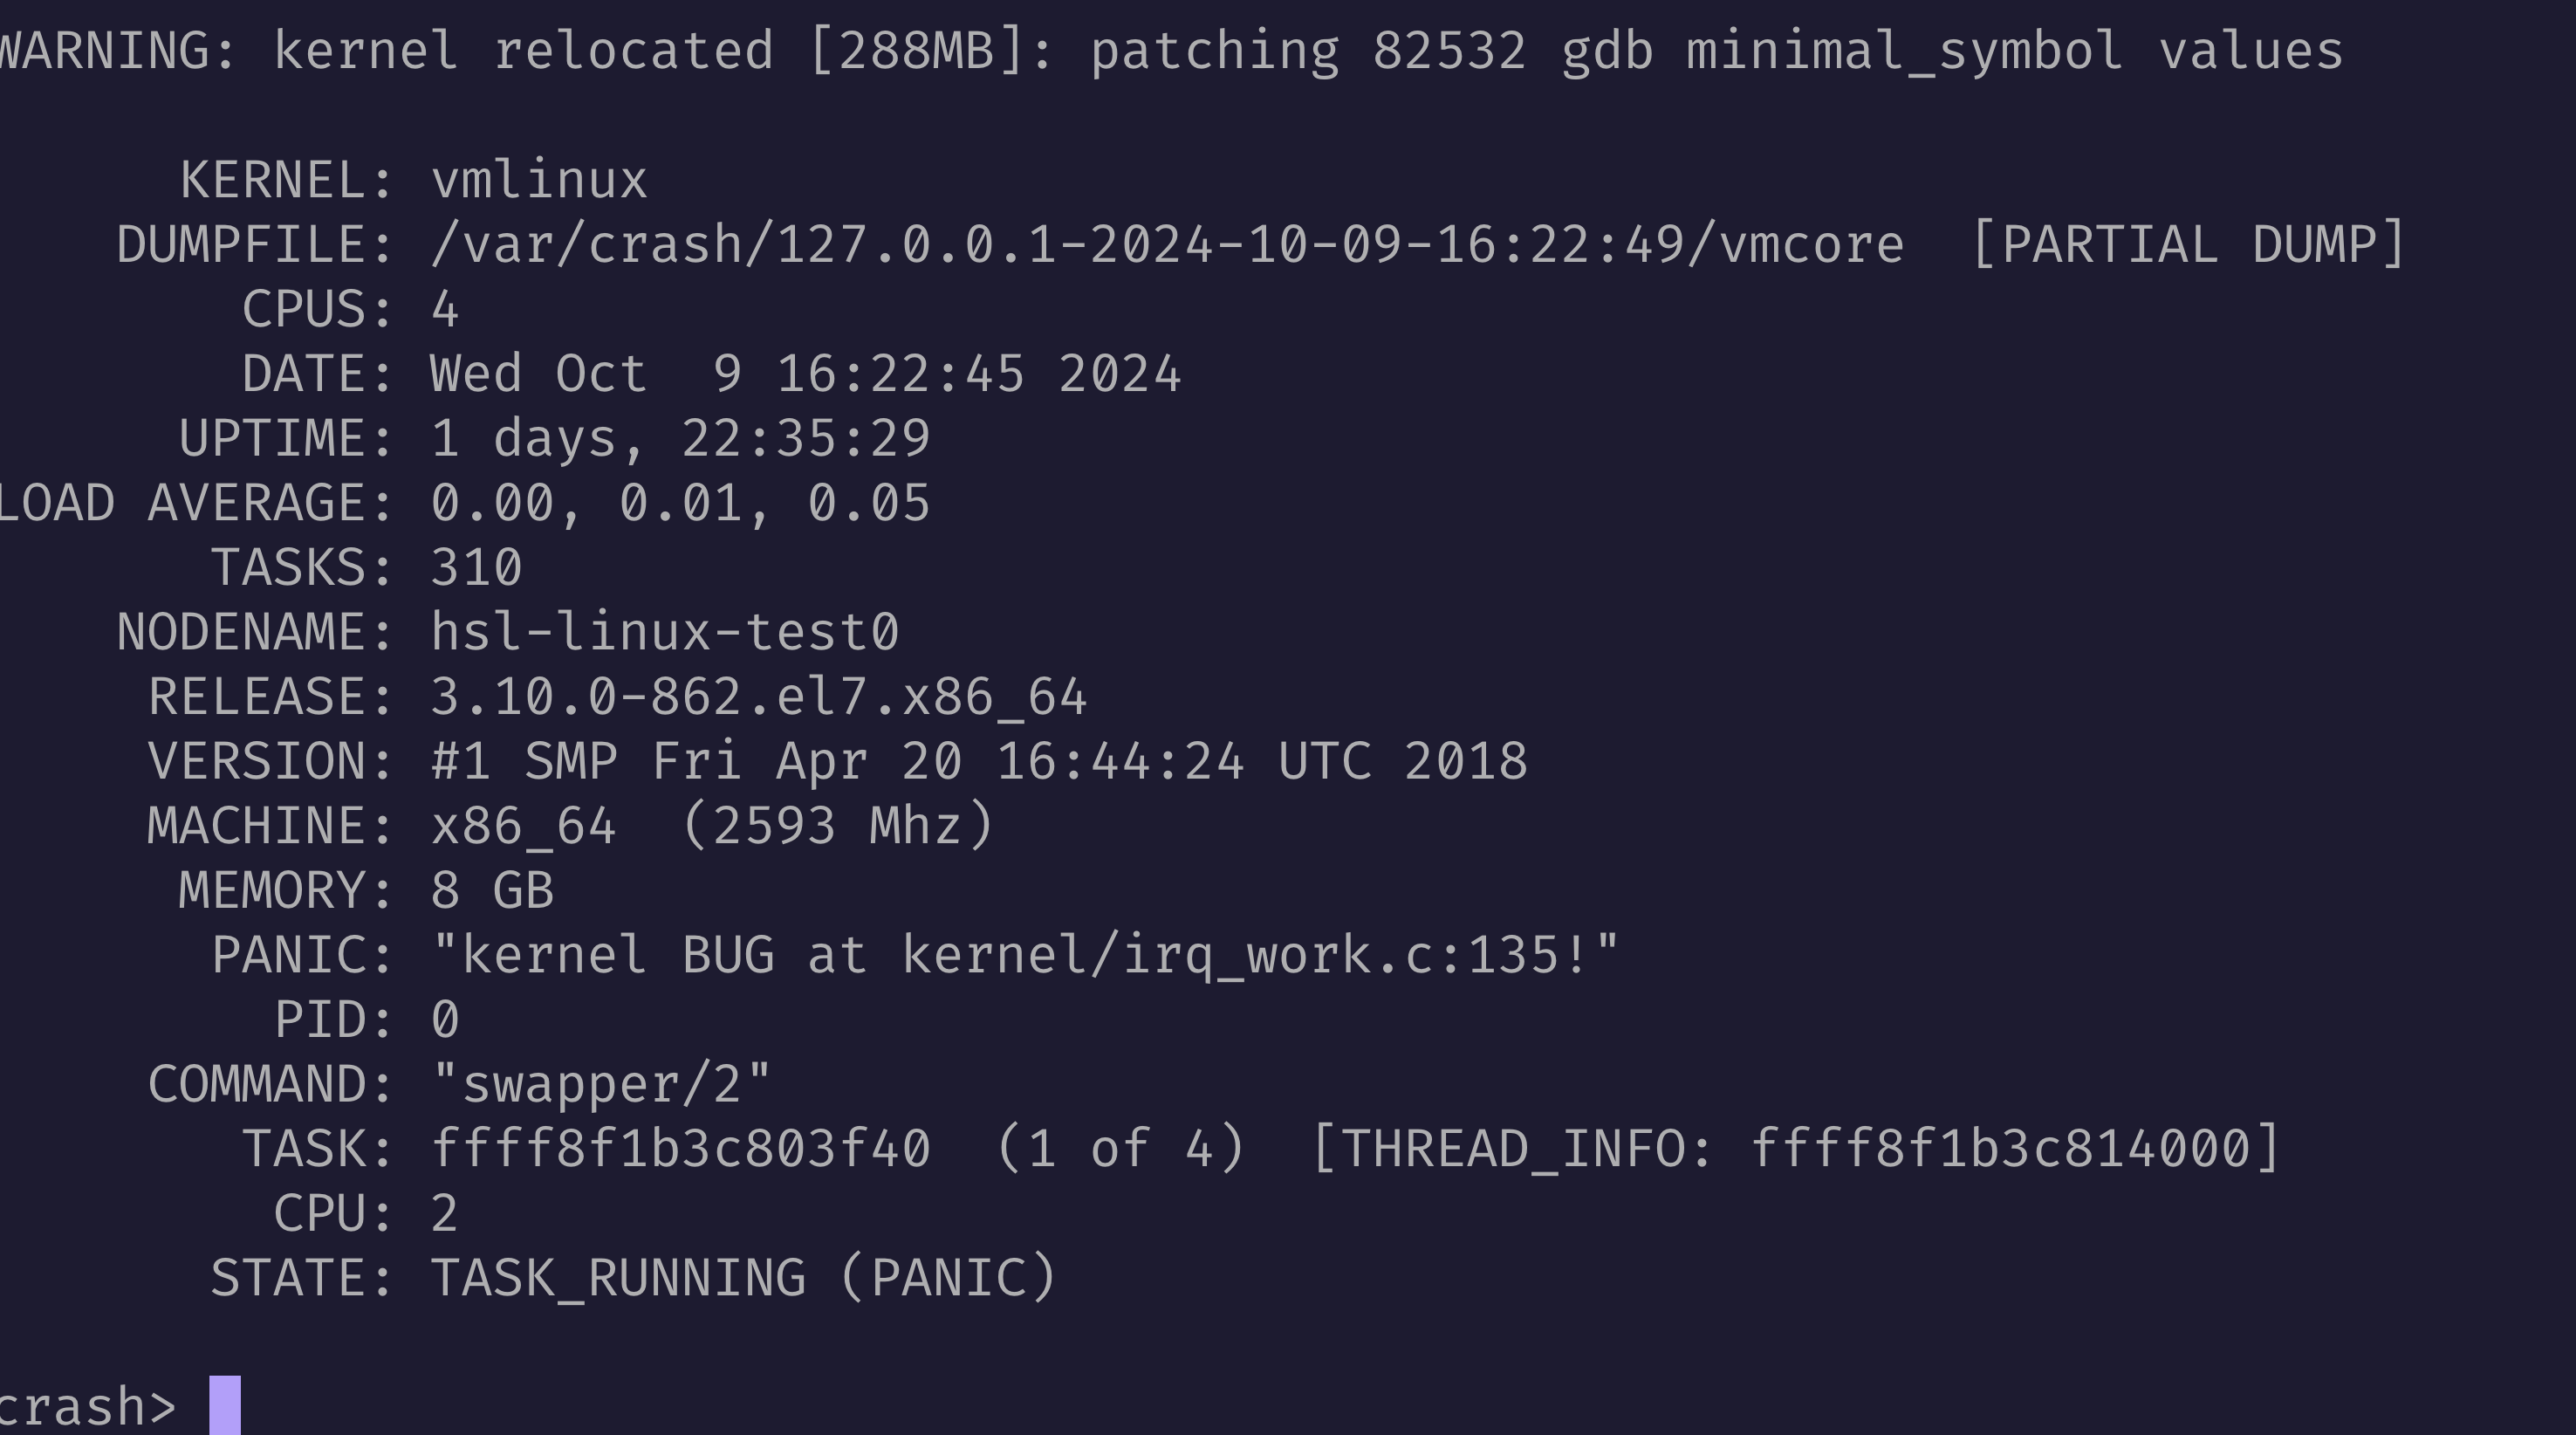 WARNING: kernel relocated [288MB]: patching 82532 gdb minimal_symbol values
KERNEL: vmlinux
DUMPFILE: /var/crash/127.0.0.1-2024-10-09-16:22:49/vmcore  [PARTIAL DUMP]
CPUS: 4
DATE: Wed Oct  9 16:22:45 2024
UPTIME: 1 days, 22:35:29
LOAD AVERAGE: 0.00, 0.01, 0.05
TASKS: 310
NODENAME: hsl-linux-test0
RELEASE: 3.10.0-862.el7.x86_64
VERSION: #1 SMP Fri Apr 20 16:44:24 UTC 2018
MACHINE: x86_64  (2593 Mhz)
MEMORY: 8 GB
PANIC: "kernel BUG at kernel/irq_work.c:135!"
PID: 0
COMMAND: "swapper/2"
TASK: ffff8f1b3c803f40  (1 of 4)  [THREAD_INFO: ffff8f1b3c814000]
CPU: 2
STATE: TASK_RUNNING (PANIC)
crash>